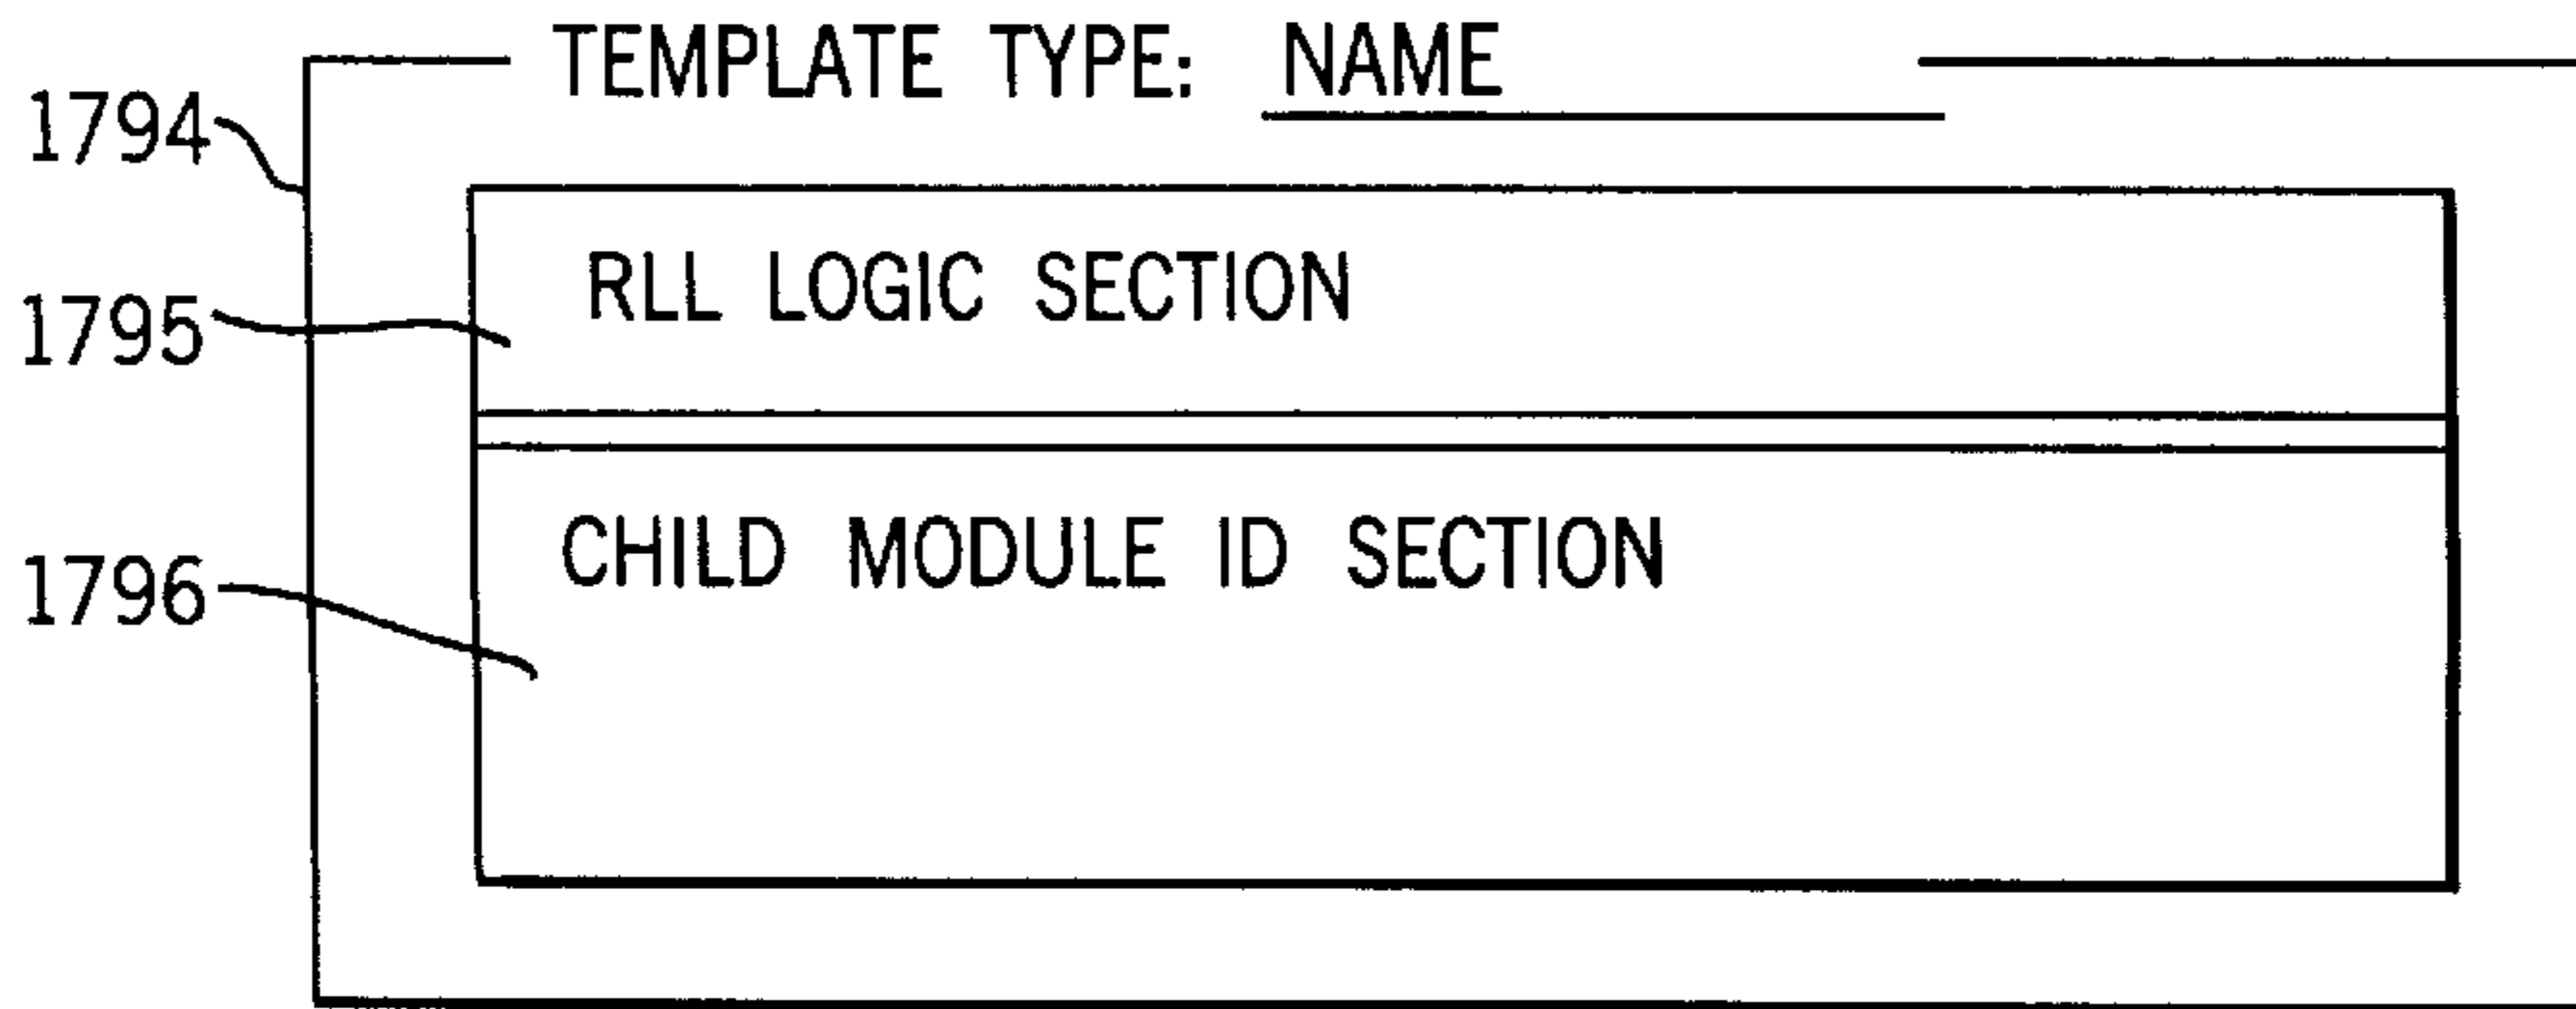 TEMPLATE TYPE: NAME
1794
RLL LOGIC SECTION
1795
CHILD MODULE ID SECTION
1796